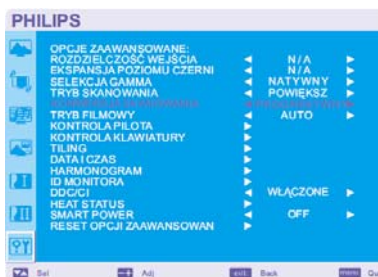 PHILIPS
OPCJE ZAAWANSOWANE:
ROZDZIELCZOŚĆ WEJŚCIA N/A
EKSPANSJA POZIOMU CZERNI N/A
SELEKCJA GAMMA NATYWNY
TRYB SKANOWANIA POWIĘKSZ
TRYB FILMOWY AUTO
KONTROLA PILOTA
KONTROLA KLAWIATURY
TILING
DATA I CZAS
HARMONOGRAM
ID MONITORA
DDC/CI WŁĄCZONE
HEAT STATUS
SMART POWER OFF
RESET OPCJI ZAAWANSOWAN
Sel Adj exit Back menu